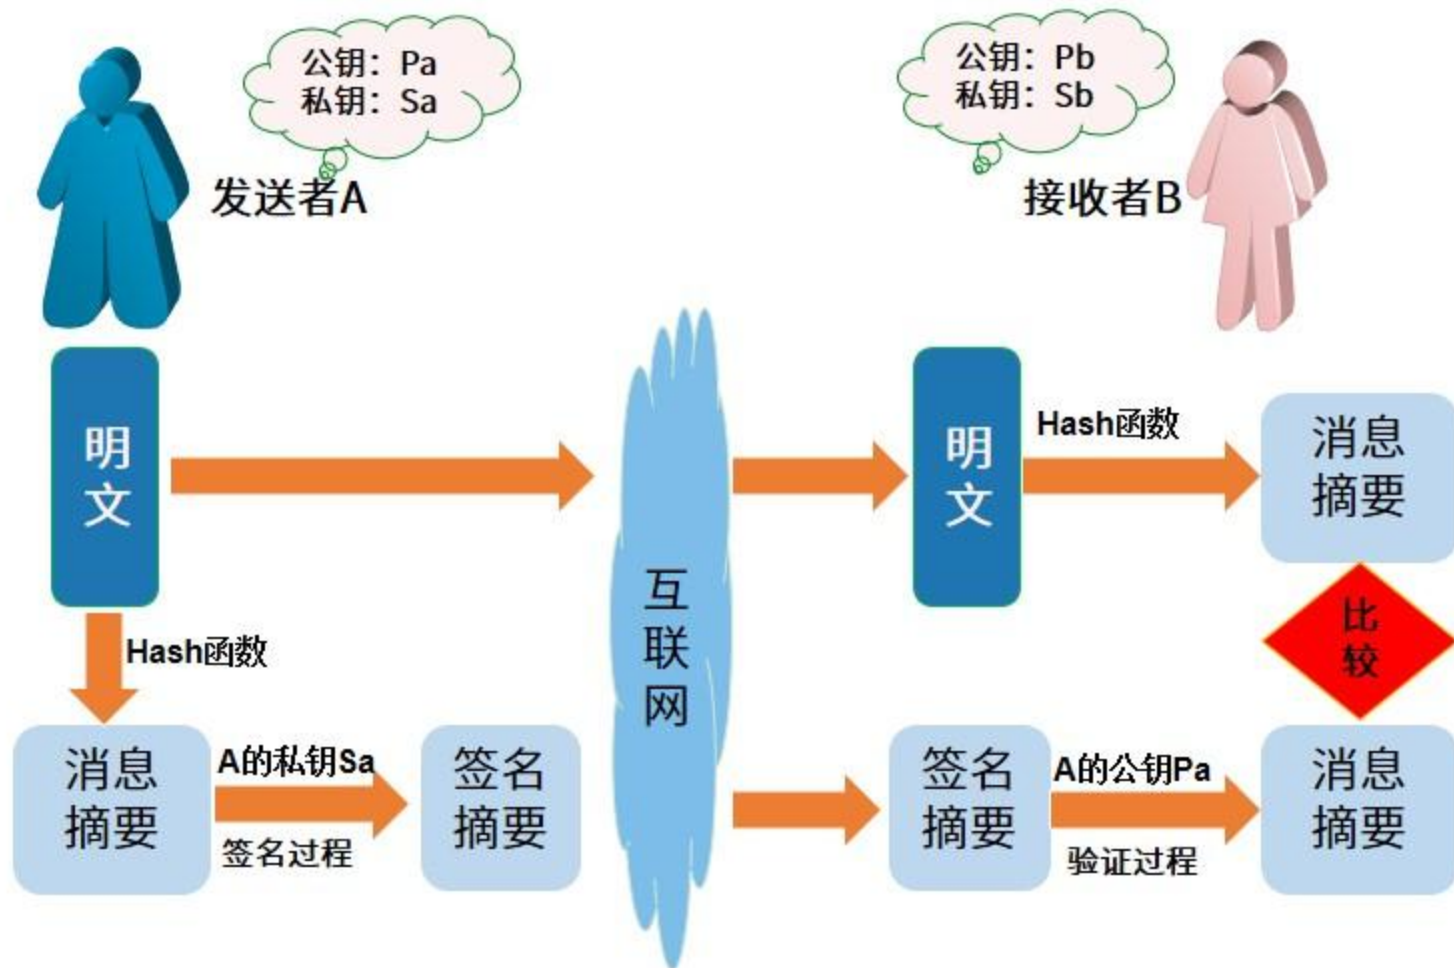 公钥：Pa
私钥：Sa
发送者A
公钥：Pb
私钥：Sb
接收者B
明
文
Hash函数
消息
摘要
A的私钥Sa
签名过程
签名
摘要
互
联
网
明
文
Hash函数
消息
摘要
比
较
签名
摘要
A的公钥Pa
验证过程
消息
摘要